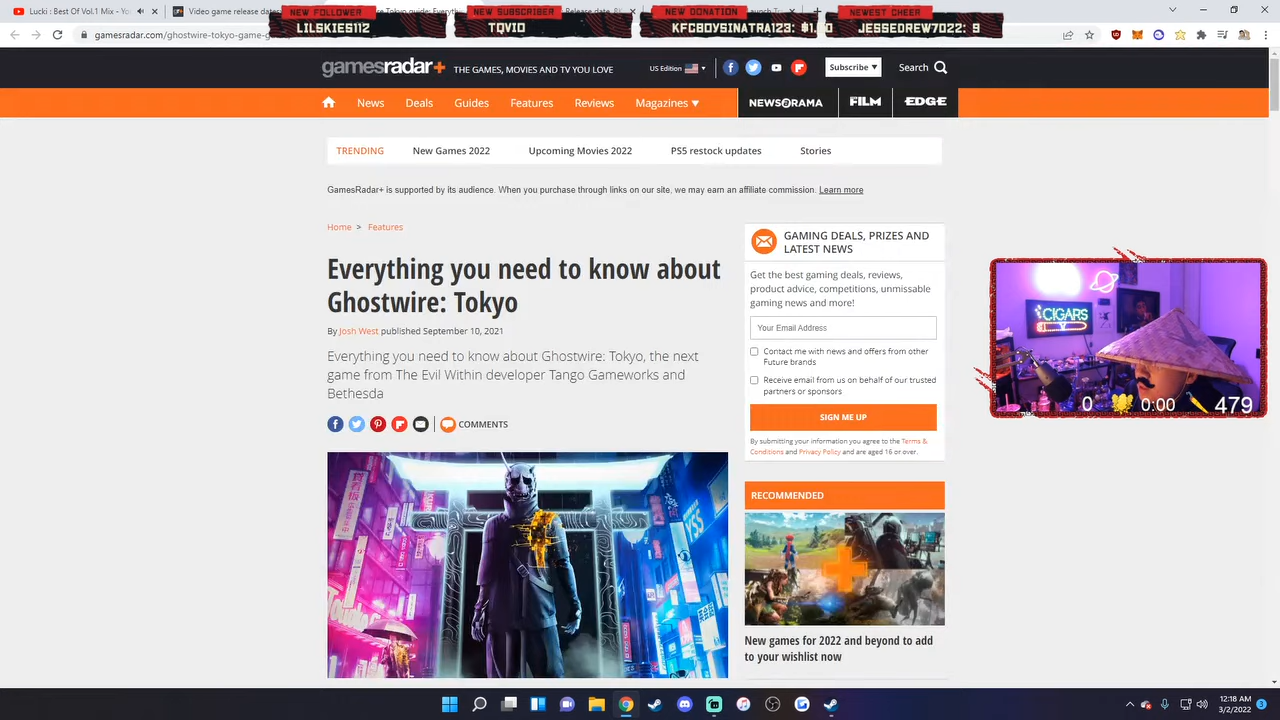 Lucki : Best Of Vol.1 Mix - Yo
Video game release dates
NEW FOLLOWER
LILSKIES112
NEW SUBSCRIBER
TQVID
NEW DONATION
NEWEST CHEER
JESSEDREW7022: 9
Release date
gamesradar+
THE GAMES, MOVIES AND TV YOU LOVE
US Edition
Subscribe ▼
Search
News
Deals
Guides
Features
Reviews
Magazines ▼
NEWSARAMA
FILM
EDGE
TRENDING
New Games 2022
Upcoming Movies 2022
PS5 restock updates
Stories
GamesRadar+ is supported by its audience. When you purchase through links on our site, we may earn an affiliate commission. Learn more
Home > Features
Everything you need to know about
Ghostwire: Tokyo
By Josh West published September 10, 2021
Everything you need to know about Ghostwire: Tokyo, the next
game from The Evil Within developer Tango Gameworks and
Bethesda
COMMENTS
GAMING DEALS, PRIZES AND
LATEST NEWS
Get the best gaming deals, reviews,
product advice, competitions, unmissable
gaming news and more!
Your Email Address
Contact me with news and offers from other
Future brands
Receive email from us on behalf of our trusted
partners or sponsors
SIGN ME UP
By submitting your information you agree to the Terms &
Conditions and Privacy Policy and are aged 16 or over.
RECOMMENDED
New games for 2022 and beyond to add
to your wishlist now
CIGARS
0
0:00
479
12:18 AM
3/2/2022